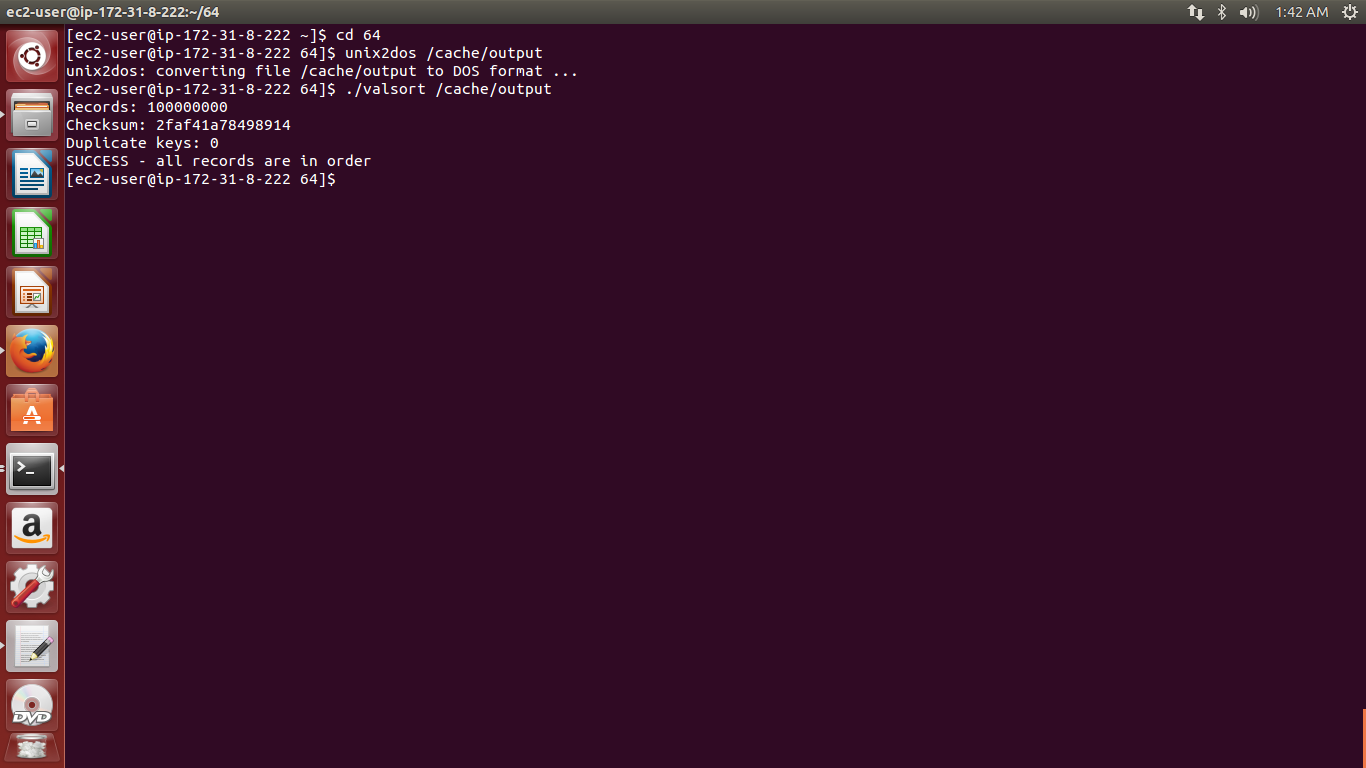 ec2-user@ip-172-31-8-222:~/64
1:42 AM
[ec2-user@ip-172-31-8-222 ~]$ cd 64
[ec2-user@ip-172-31-8-222 64]$ unix2dos /cache/output
unix2dos: converting file /cache/output to DOS format ...
[ec2-user@ip-172-31-8-222 64]$ ./valsort /cache/output
Records: 100000000
Checksum: 2faf41a78498914
Duplicate keys: 0
SUCCESS - all records are in order
[ec2-user@ip-172-31-8-222 64]$
A
>_
a
DVD